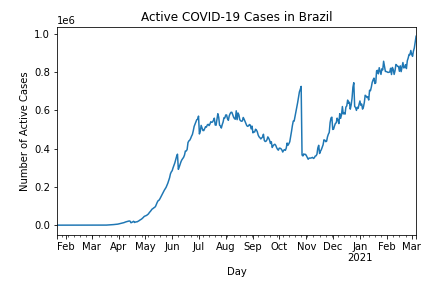 Active COVID-19 Cases in Brazil
1e6
1.0
0.8
0.6
0.4
0.2
0.0
Number of Active Cases
Feb Mar Apr May Jun Jul Aug Sep Oct Nov Dec Jan Feb Mar
2021
Day